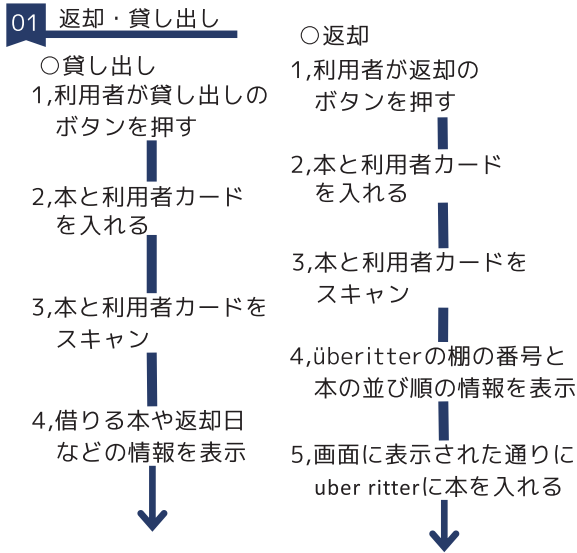 01 返却・貸し出し
○貸し出し
1,利用者が貸し出しの
ボタンを押す
2,本と利用者カード
を入れる
3,本と利用者カードを
スキャン
4,借りる本や返却日
などの情報を表示
○返却
1,利用者が返却の
ボタンを押す
2,本と利用者カード
を入れる
3,本と利用者カードを
スキャン
4,überitterの棚の番号と
本の並び順の情報を表示
5,画面に表示された通りに
uber ritterに本を入れる